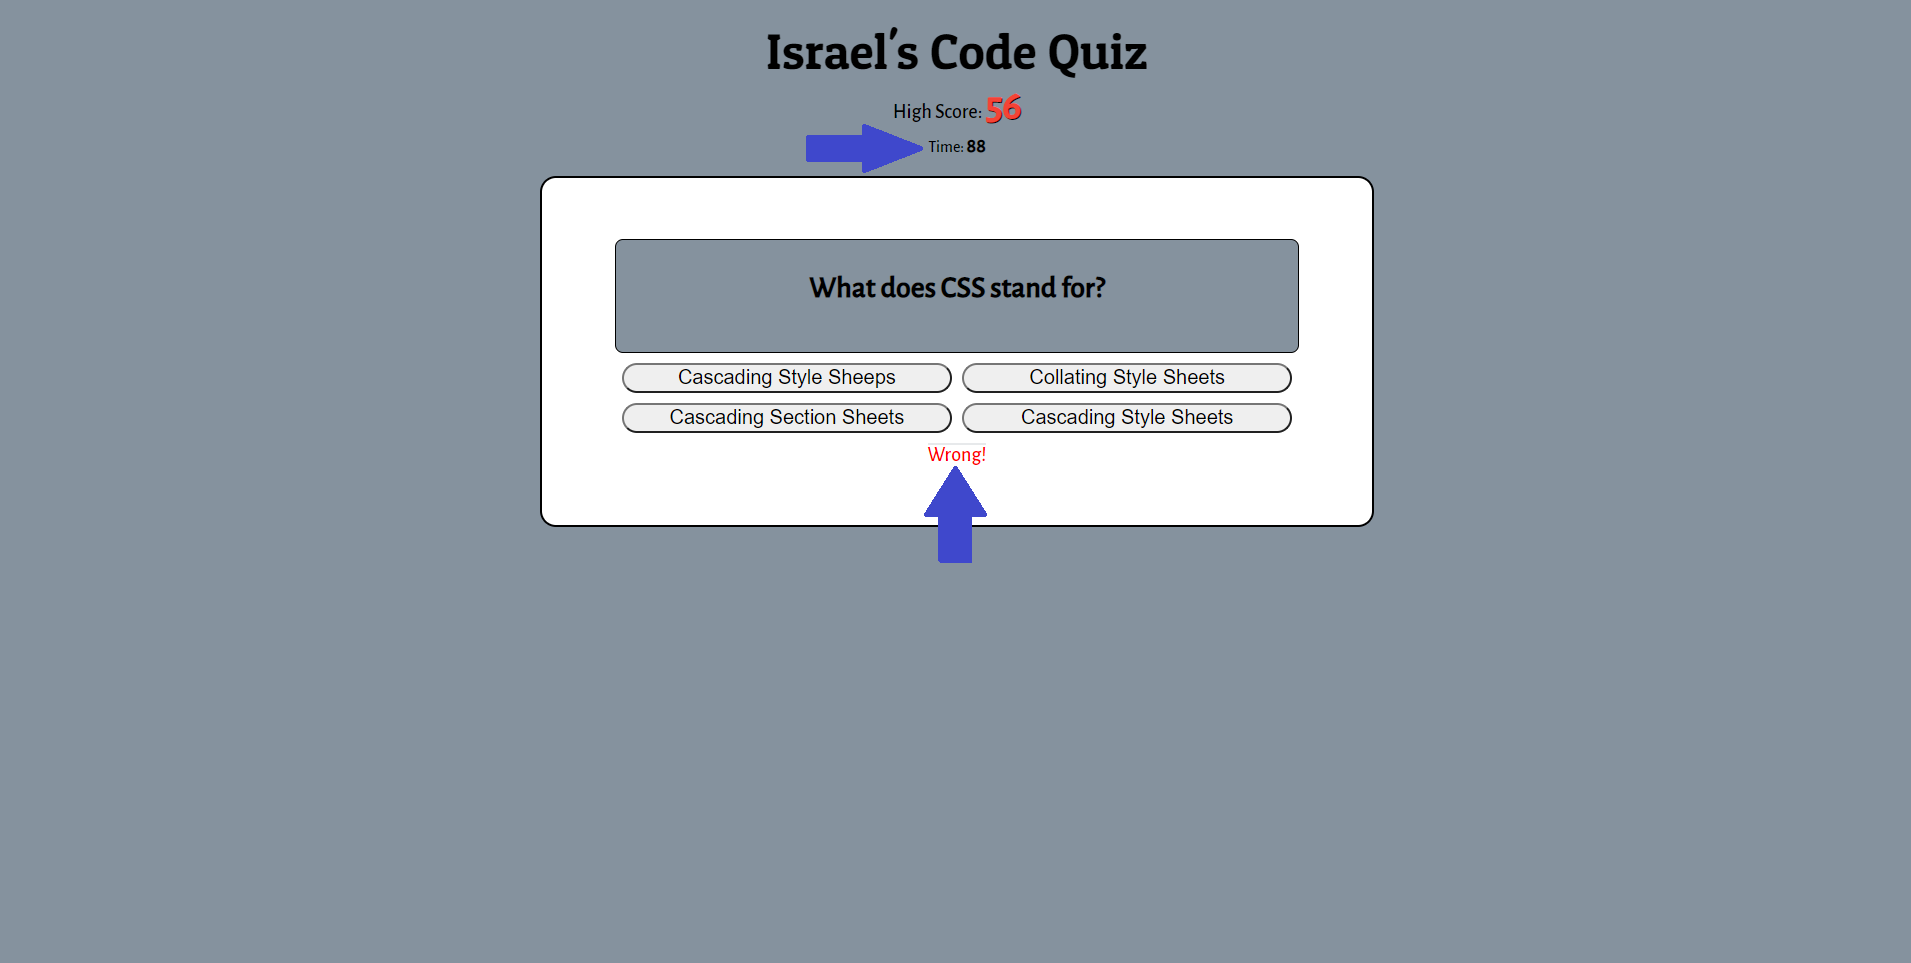 Israel's Code Quiz
High Score: 56
Time: 88
What does CSS stand for?
Cascading Style Sheeps
Collating Style Sheets
Cascading Section Sheets
Cascading Style Sheets
Wrong!